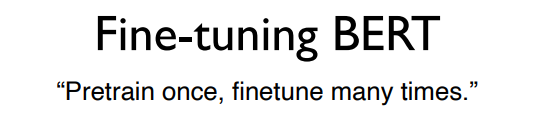 Fine-tuning BERT
“Pretrain once, finetune many times.”